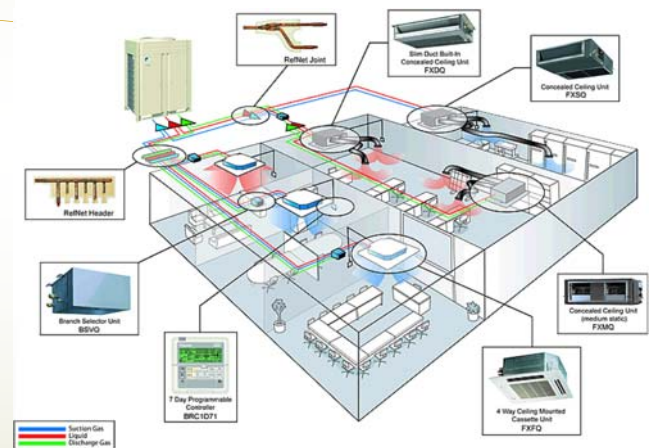 RefNet Joint
Slim Duct Built-In
Concealed Ceiling Unit
FXDQ
Concealed Ceiling Unit
FXSQ
RefNet Header
Branch Selector Unit
BSVQ
7 Day Programmable
Controller
BRC1D71
Concealed Ceiling Unit
(medium static)
FXMQ
4 Way Ceiling Mounted
Cassette Unit
FXFQ
Suction Gas
Liquid
Discharge Gas